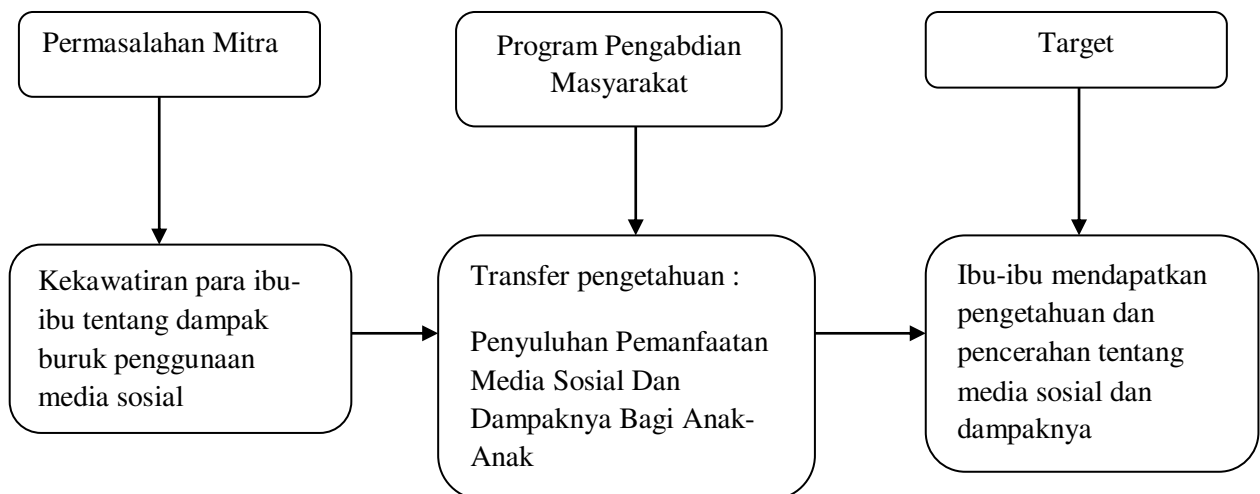 Permasalahan Mitra
Program Pengabdian
Masyarakat
Target
Kekawatiran para ibu-
ibu tentang dampak
buruk penggunaan
media sosial
Transfer pengetahuan :
Penyuluhan Pemanfaatan
Media Sosial Dan
Dampaknya Bagi Anak-
Anak
Ibu-ibu mendapatkan
pengetahuan dan
pencerahan tentang
media sosial dan
dampaknya